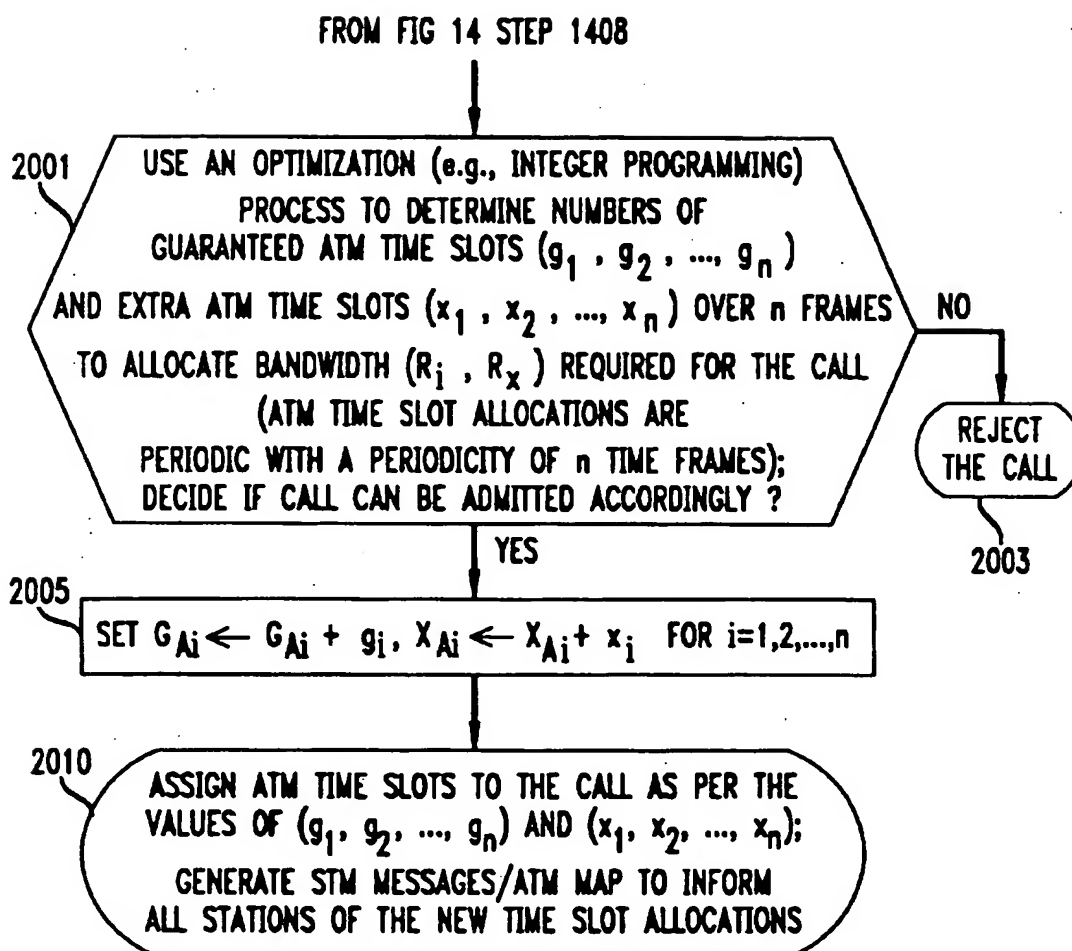 FROM FIG 14 STEP 1408
2001
USE AN OPTIMIZATION (e.g., INTEGER PROGRAMMING)
PROCESS TO DETERMINE NUMBERS OF
GUARANTEED ATM TIME SLOTS (g1 , g2 , ..., gn )
AND EXTRA ATM TIME SLOTS (x1 , x2 , ..., xn ) OVER n FRAMES
TO ALLOCATE BANDWIDTH (Ri , Rx ) REQUIRED FOR THE CALL
(ATM TIME SLOT ALLOCATIONS ARE
PERIODIC WITH A PERIODICITY OF n TIME FRAMES);
DECIDE IF CALL CAN BE ADMITTED ACCORDINGLY ?
NO
REJECT
THE CALL
2003
YES
2005
SET GAi ← GAi + gi, XAi ← XAi + xi FOR i=1,2,...,n
2010
ASSIGN ATM TIME SLOTS TO THE CALL AS PER THE
VALUES OF (g1, g2, ..., gn) AND (x1, x2, ..., xn);
GENERATE STM MESSAGES/ATM MAP TO INFORM
ALL STATIONS OF THE NEW TIME SLOT ALLOCATIONS